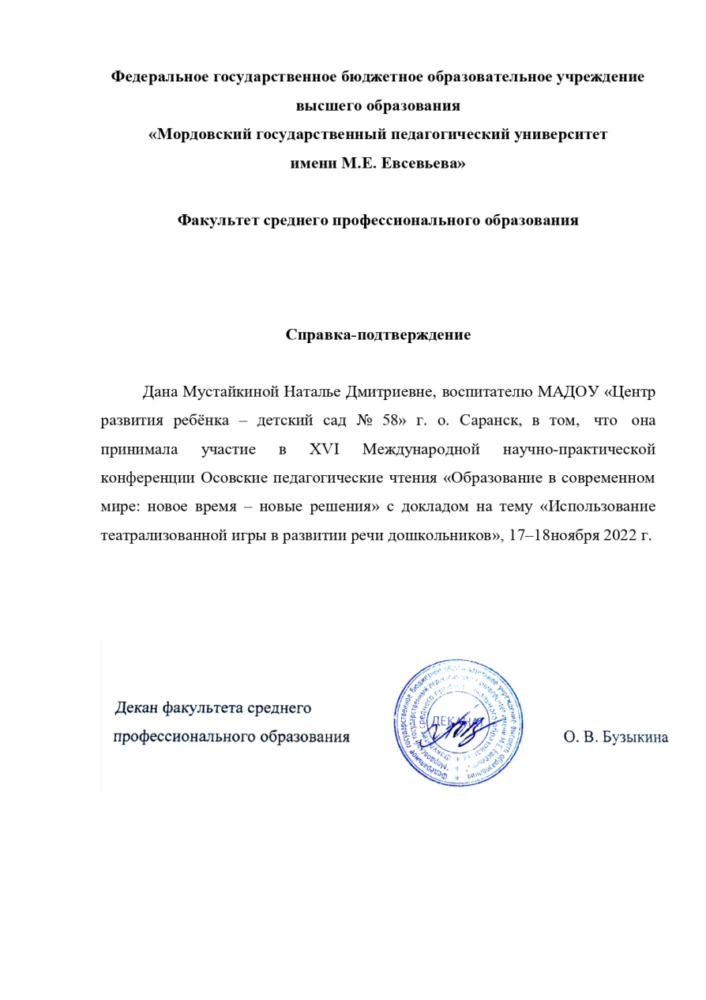 Федеральное государственное бюджетное образовательное учреждение
высшего образования
«Мордовский государственный педагогический университет
имени М.Е. Евсевьева»
Факультет среднего профессионального образования
Справка-подтверждение
Дана Мустайкиной Наталье Дмитриевне, воспитателю МАДОУ «Центр
развития ребёнка – детский сад № 58» г. о. Саранск, в том, что она
принимала участие в XVI Международной научно-практической
конференции Осовские педагогические чтения «Образование в современном
мире: новое время – новые решения» с докладом на тему «Использование
театрализованной игры в развитии речи дошкольников», 17–18ноября 2022 г.
Декан факультета среднего
профессионального образования
О. В. Бузыкина
ДЕКАНАТ